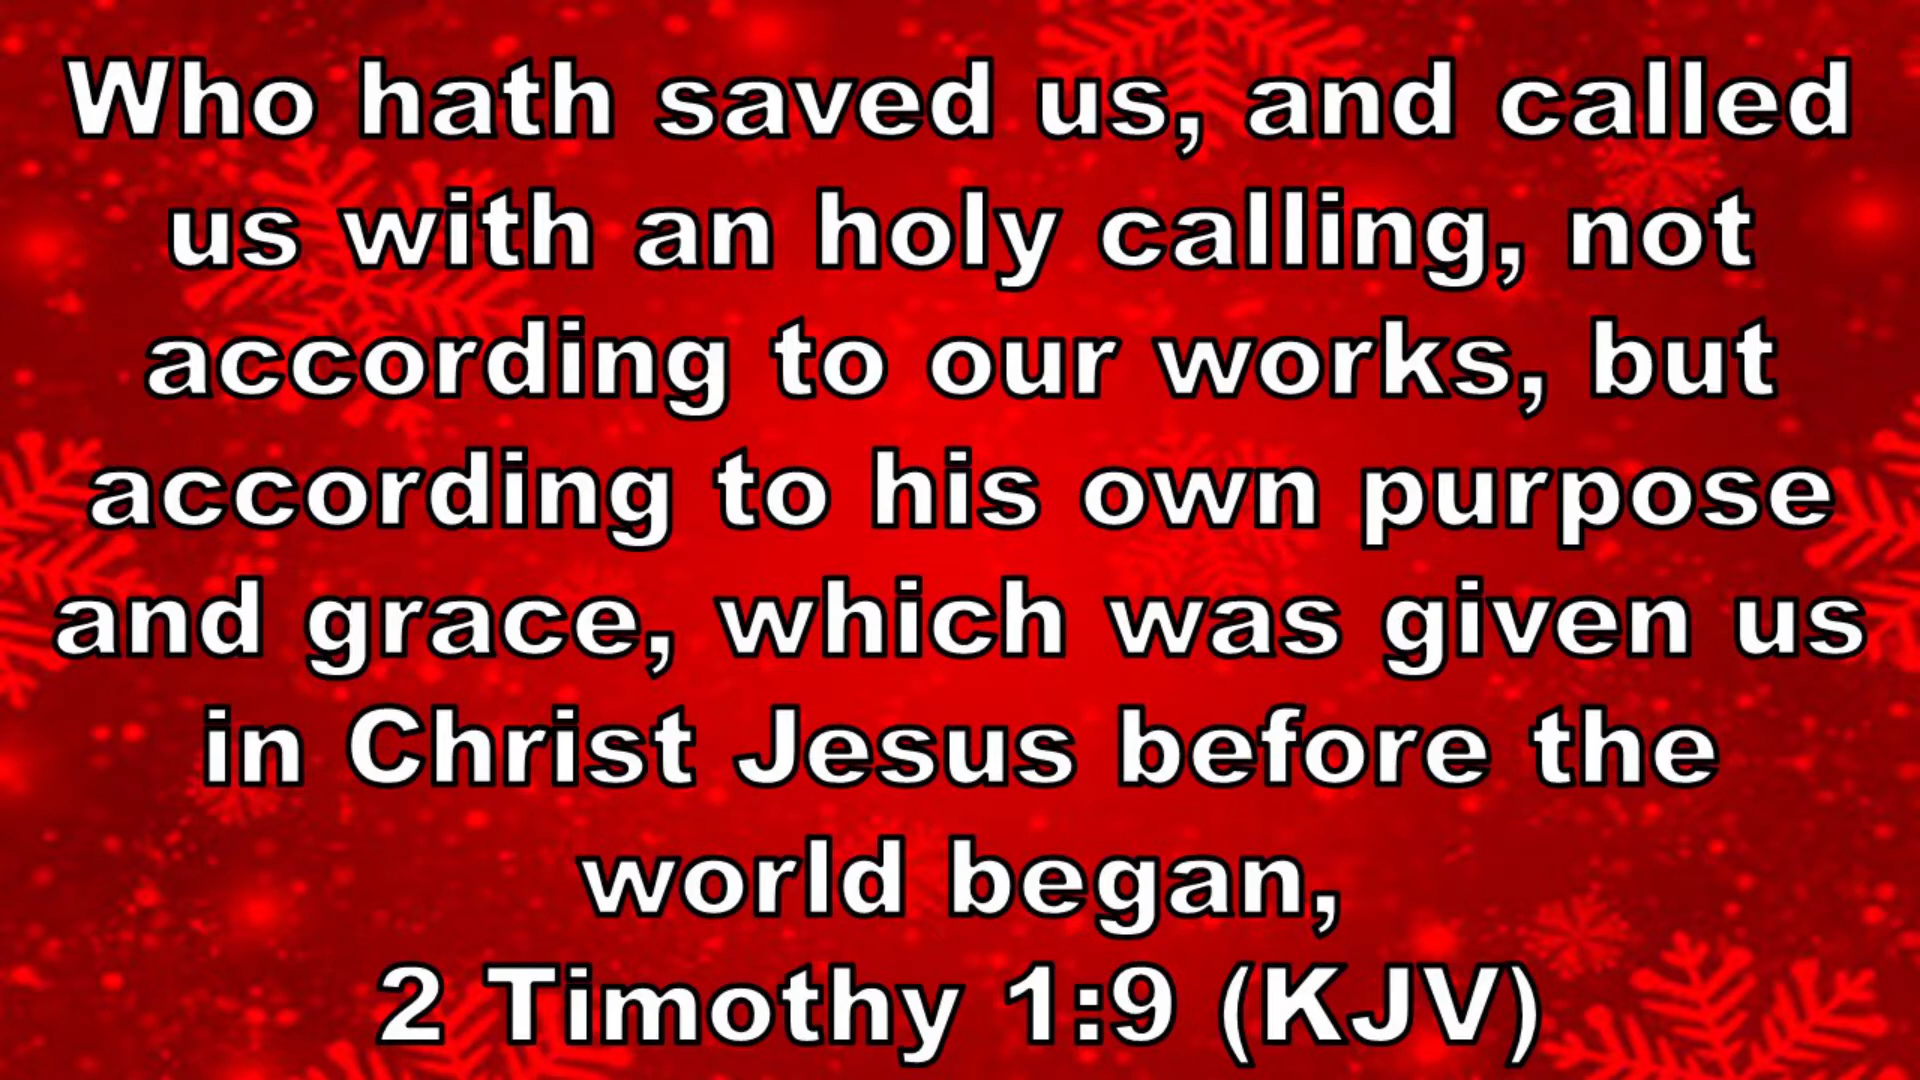 Who hath saved us, and called
us with an holy calling, not
according to our works, but
according to his own purpose
and grace, which was given us
in Christ Jesus before the
world began,
2 Timothy 1:9 (KJV)